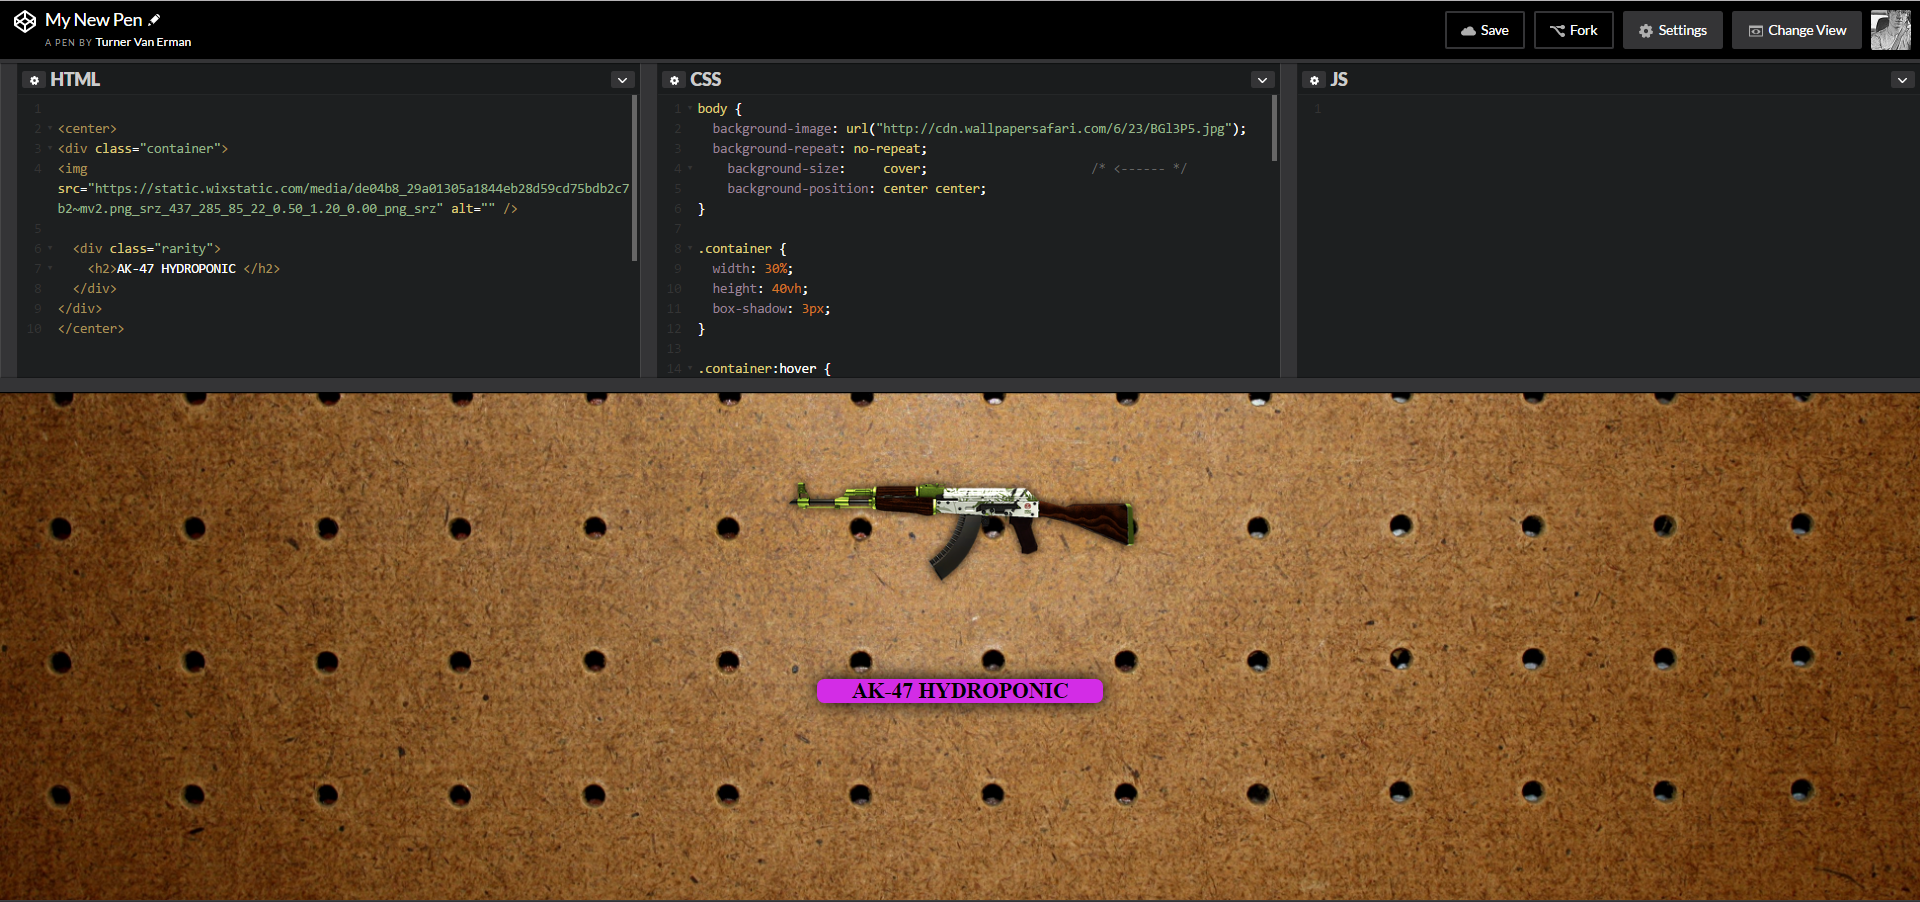 My New Pen
A PEN BY Turner Van Erman
Save
Fork
Settings
Change View
HTML
1
2 <center>
3 <div class="container">
4 <img
src="https://static.wixstatic.com/media/de04b8_29a01305a1844eb28d59cd75bdb2c7
b2~mv2.png_srz_437_285_85_22_0.50_1.20_0.00_png_srz" alt="" />
5
6 <div class="rarity">
7 <h2>AK-47 HYDROPONIC </h2>
8 </div>
9 </div>
10 </center>
CSS
1 body {
2 background-image: url("http://cdn.wallpapersafari.com/6/23/BGl3P5.jpg");
3 background-repeat: no-repeat;
4 background-size: cover; /* <------ */
5 background-position: center center;
6 }
7
8 .container {
9 width: 30%;
10 height: 40vh;
11 box-shadow: 3px;
12 }
13
14 .container:hover {
JS
1
AK-47 HYDROPONIC